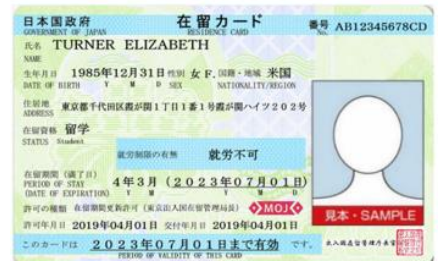 日本国政府 在留カード 番号 AB12345678CD
GOVERNMENT OF JAPAN RESIDENCE CARD No.
氏名 TURNER ELIZABETH
NAME
生年月日 1985年12月31日 性別 女 F. 国籍・地域 米国
DATE OF BIRTH Y M D SEX NATIONALITY/REGION
住居地 東京都千代田区霞が関1丁目1番1号霞が関ハイツ202号
ADDRESS
在留資格 留学
STATUS Student
就労制限の有無 就労不可
在留期間(満了日) 4年3月(2023年07月01日)
PERIOD OF STAY
(DATE OF EXPIRATION) Y M Y M D
許可の種類 在留期間更新許可(東京出入国在留管理局長) MOJ
許可年月日 2019年04月01日 交付年月日 2019年04月01日
見本・SAMPLE
このカードは 2023年07月01日まで有効 です。
PERIOD OF VALIDITY OF THIS CARD
出入国在留管理庁長官